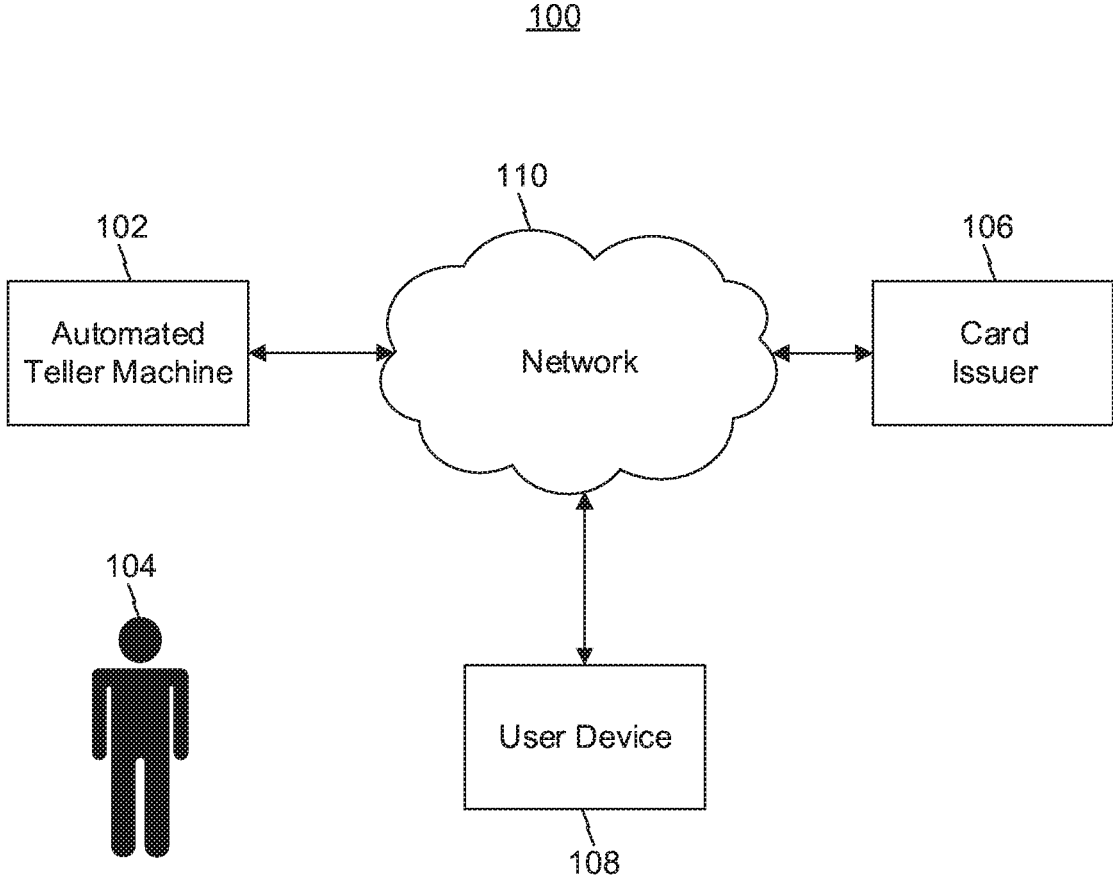 100
110
102
106
Automated
Teller Machine
Network
Card
Issuer
104
User Device
108